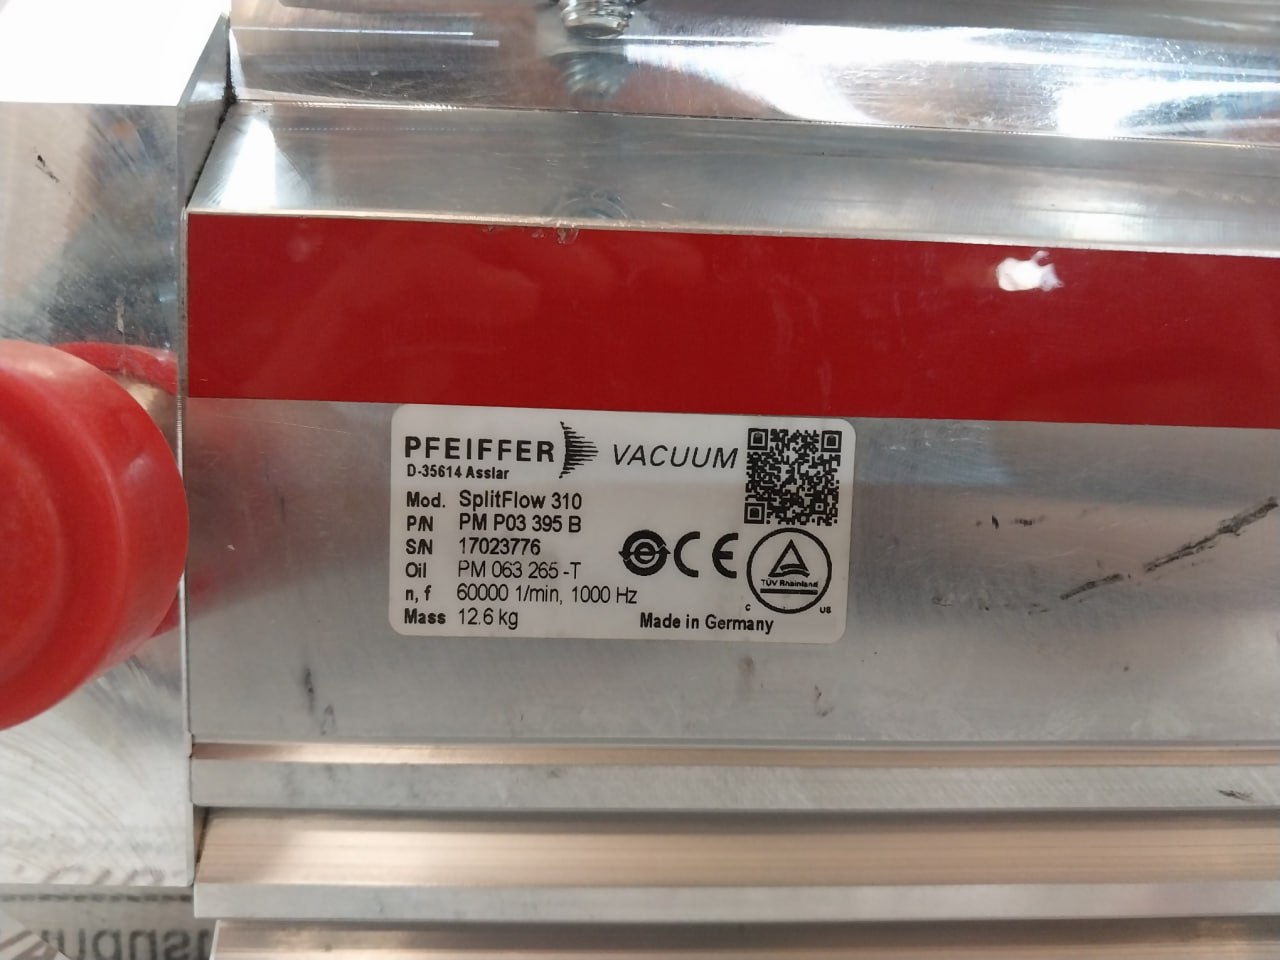 PFEIFFER VACUUM
D-35614 Asslar
Mod. SplitFlow 310
P/N PM P03 395 B
S/N 17023776
Oil PM 063 265 -T
n, f 60000 1/min, 1000 Hz
Mass 12.6 kg
CE
TÜV Rheinland
C US
Made in Germany